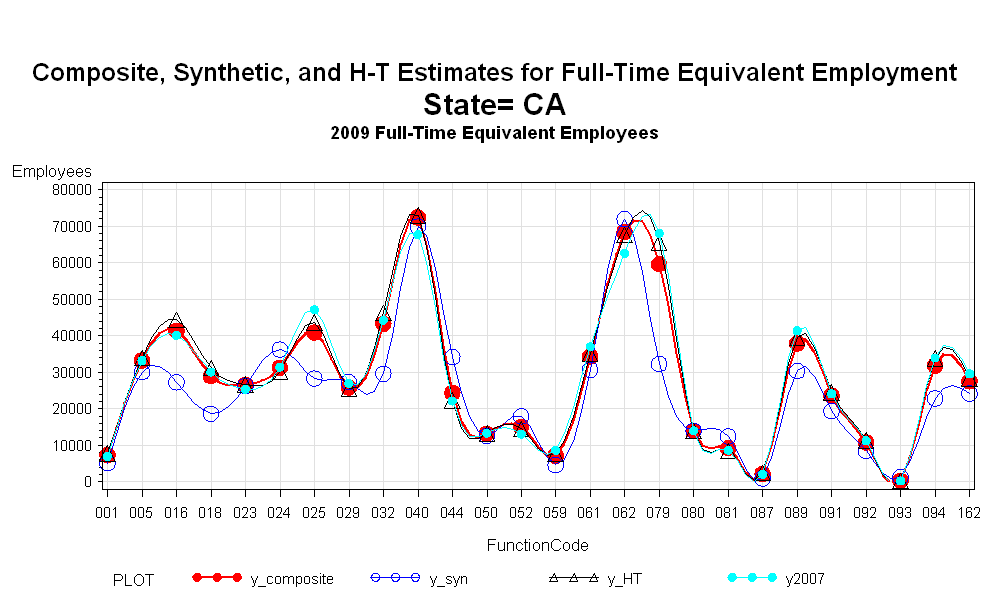 Composite, Synthetic, and H-T Estimates for Full-Time Equivalent Employment
State= CA
2009 Full-Time Equivalent Employees
Employees
80000
70000
60000
50000
40000
30000
20000
10000
0
001 005 016 018 023 024 025 029 032 040 044 050 052 059 061 062 079 080 081 087 089 091 092 093 094 162
FunctionCode
PLOT y_composite y_syn y_HT y2007